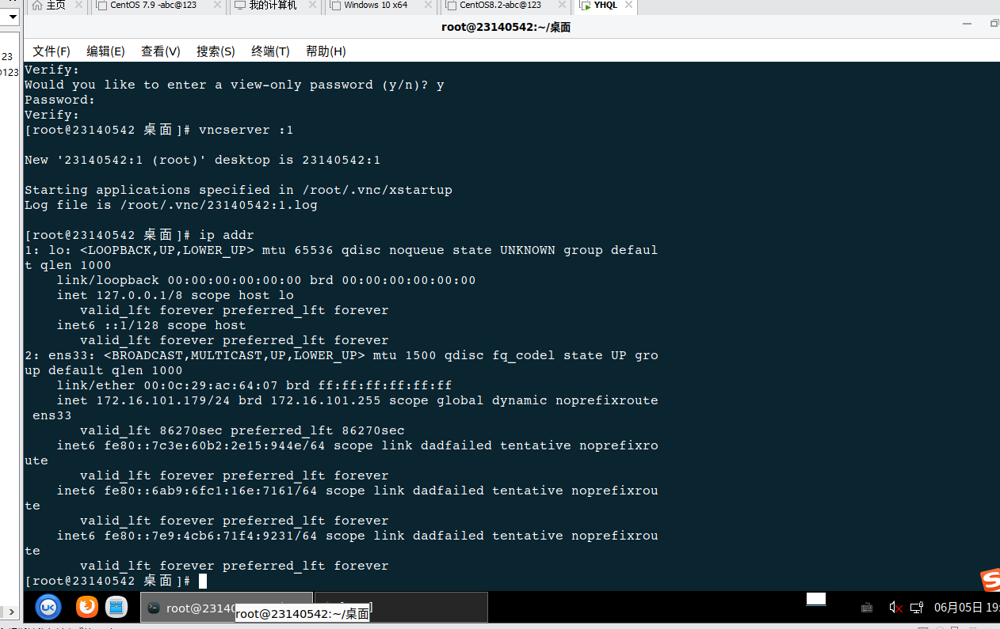 主页 CentOS 7.9 -abc@123 我的计算机 Windows 10 x64 CentOS8.2-abc@123 YHQL
root@23140542:~/桌面
文件(F) 编辑(E) 查看(V) 搜索(S) 终端(T) 帮助(H)
23
@123
Verify:
Would you like to enter a view-only password (y/n)? y
Password:
Verify:
[root@23140542 桌面]# vncserver :1
New '23140542:1 (root)' desktop is 23140542:1
Starting applications specified in /root/.vnc/xstartup
Log file is /root/.vnc/23140542:1.log
[root@23140542 桌面]# ip addr
1: lo: <LOOPBACK,UP,LOWER_UP> mtu 65536 qdisc noqueue state UNKNOWN group defaul
t qlen 1000
link/loopback 00:00:00:00:00:00 brd 00:00:00:00:00:00
inet 127.0.0.1/8 scope host lo
valid_lft forever preferred_lft forever
inet6 ::1/128 scope host
valid_lft forever preferred_lft forever
2: ens33: <BROADCAST,MULTICAST,UP,LOWER_UP> mtu 1500 qdisc fq_codel state UP gro
up default qlen 1000
link/ether 00:0c:29:ac:64:07 brd ff:ff:ff:ff:ff:ff
inet 172.16.101.179/24 brd 172.16.101.255 scope global dynamic noprefixroute
ens33
valid_lft 86270sec preferred_lft 86270sec
inet6 fe80::7c3e:60b2:2e15:944e/64 scope link dadfailed tentative noprefixro
ute
valid_lft forever preferred_lft forever
inet6 fe80::6ab9:6fc1:16e:7161/64 scope link dadfailed tentative noprefixrou
te
valid_lft forever preferred_lft forever
inet6 fe80::7e9:4cb6:71f4:9231/64 scope link dadfailed tentative noprefixrou
te
valid_lft forever preferred_lft forever
[root@23140542 桌面]#
UK root@2314 06月05日 19:
root@23140542:~/桌面